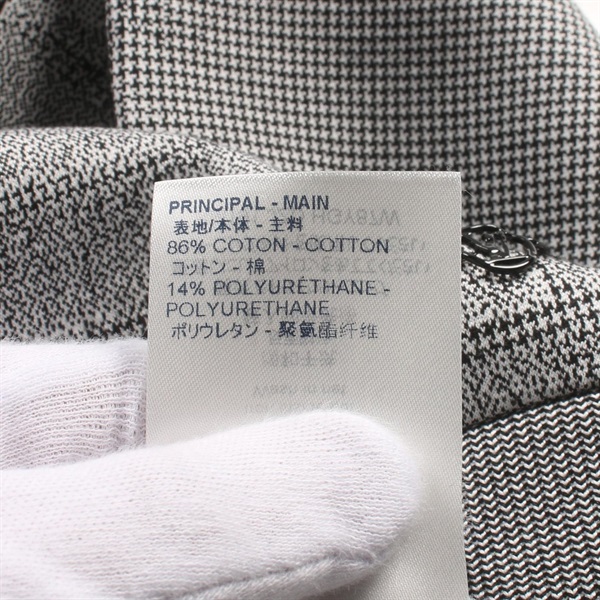 PRINCIPAL - MAIN
表地/本体 - 主料
86% COTON - COTTON
コットン - 棉
14% POLYURÉTHANE -
POLYURETHANE
ポリウレタン - 聚氨酯纤维